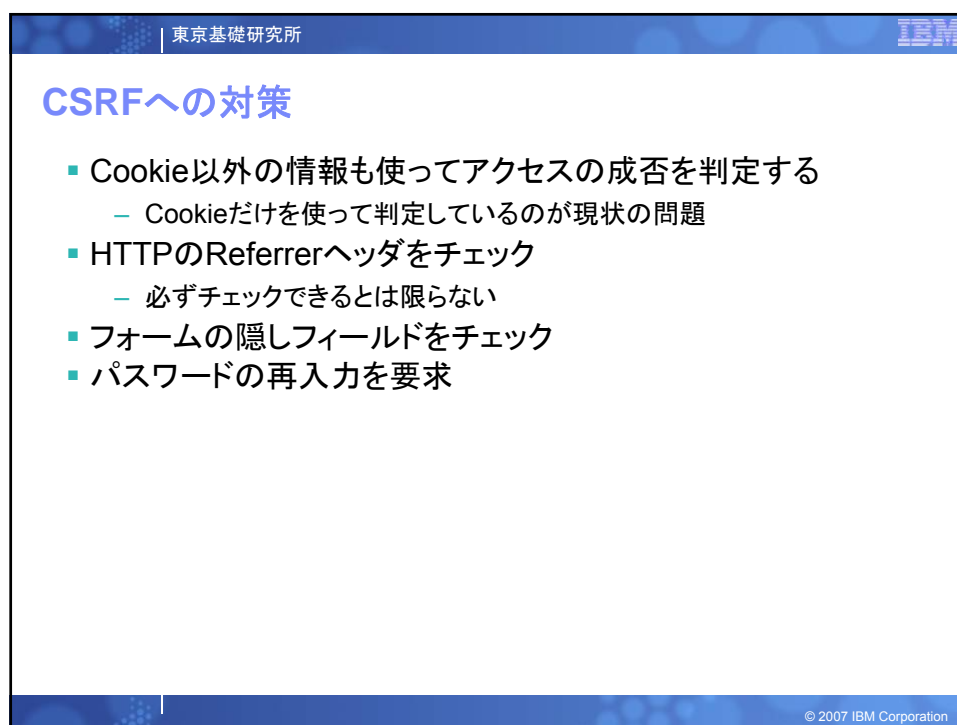 東京基礎研究所
IBM
CSRFへの対策
▪ Cookie以外の情報も使ってアクセスの成否を判定する
– Cookieだけを使って判定しているのが現状の問題
▪ HTTPのReferrerヘッダをチェック
– 必ずチェックできるとは限らない
▪ フォームの隠しフィールドをチェック
▪ パスワードの再入力を要求
© 2007 IBM Corporation